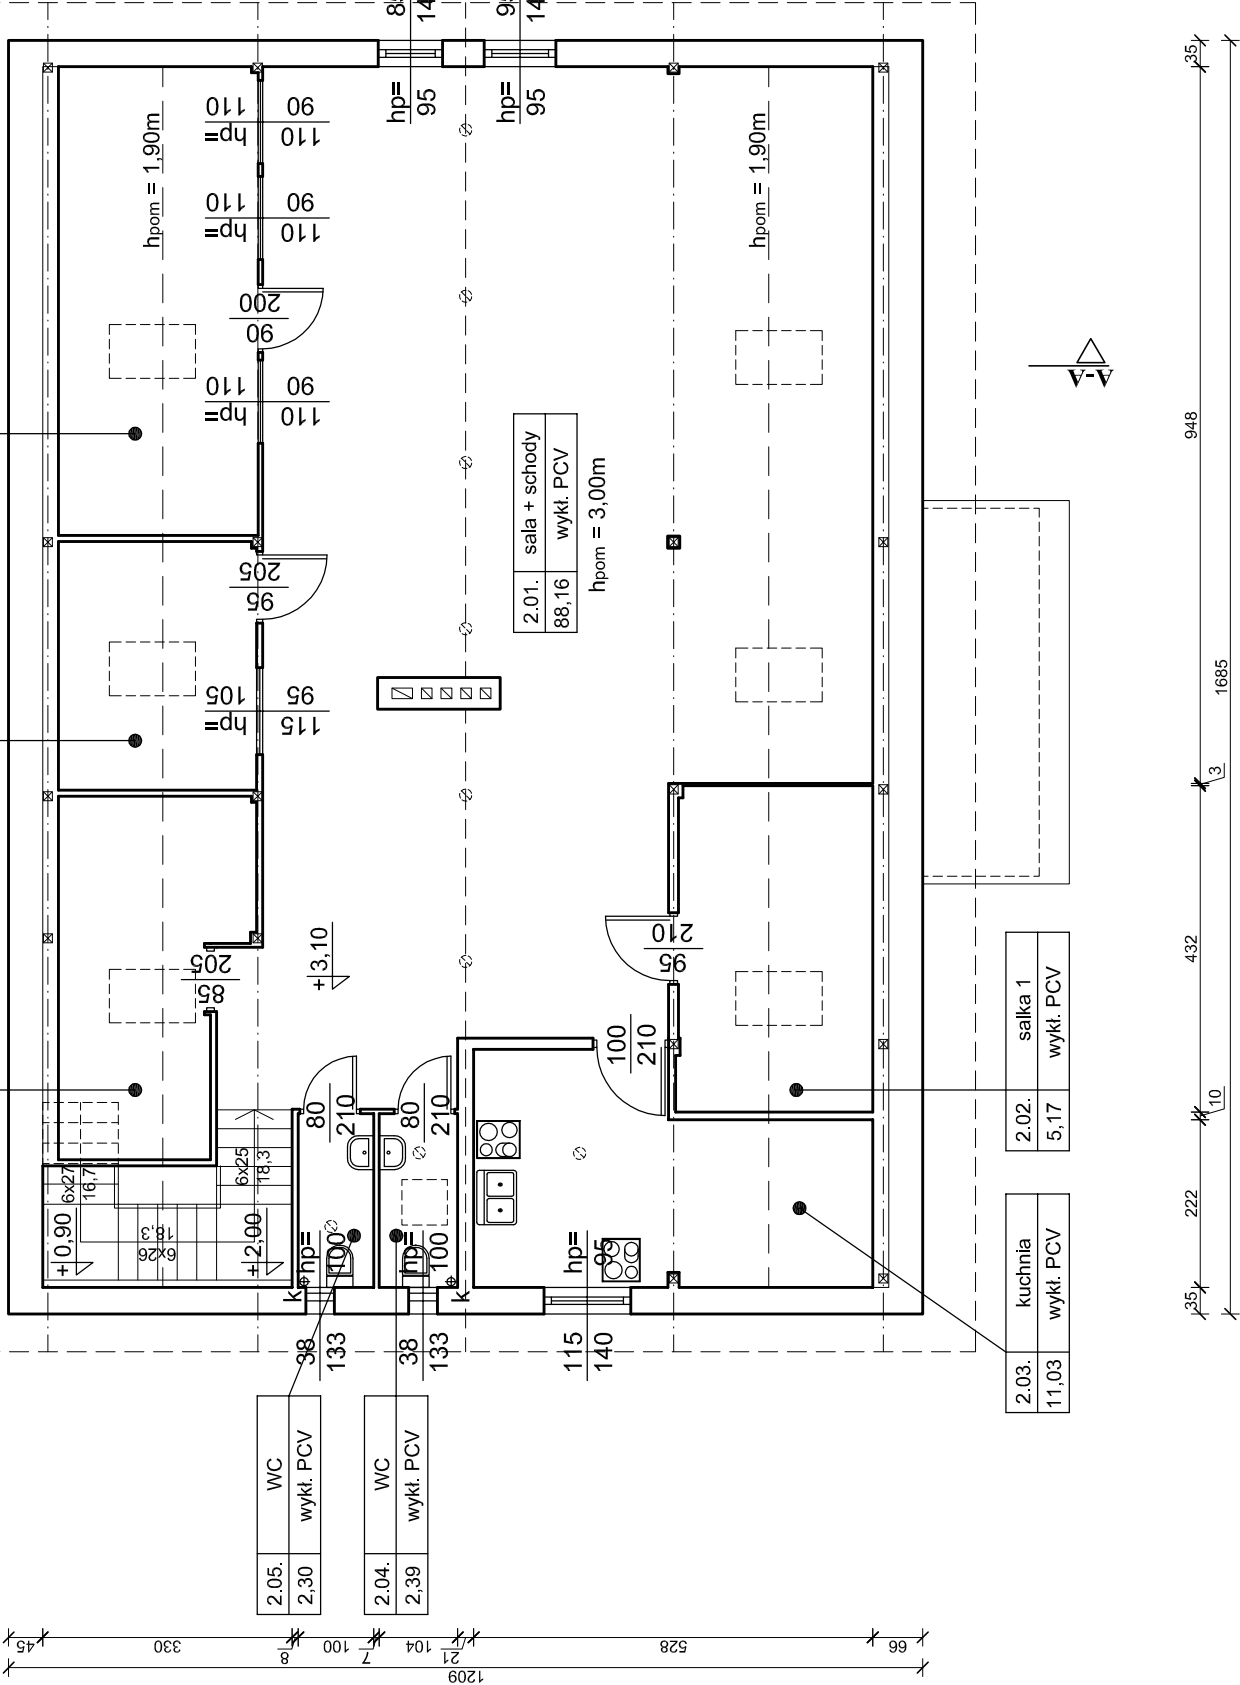 hpom = 1,90m
110
hp=
90
110
110
hp=
90
110
200
90
110
hp=
90
110
205
95
105
hp=
95
115
205
85
hp=
95
hp=
95
hpom = 1,90m
2.01. sala + schody
88,16 wykł. PCV
hpom = 3,00m
+3,10
210
95
100
210
80
210
80
210
6x27
16,7
6x25
18,3
6x26
18,3
+0,90
+2,00
hp=
100
hp=
100
hp=
95
k
k
38
133
38
133
115
140
A-A
2.02. salka 1
5,17 wykł. PCV
2.03. kuchnia
11,03 wykł. PCV
2.05. WC
2,30 wykł. PCV
2.04. WC
2,39 wykł. PCV
35
948
3
432
10
222
35
1685
45
330
8
100
7
104
21
528
66
1209